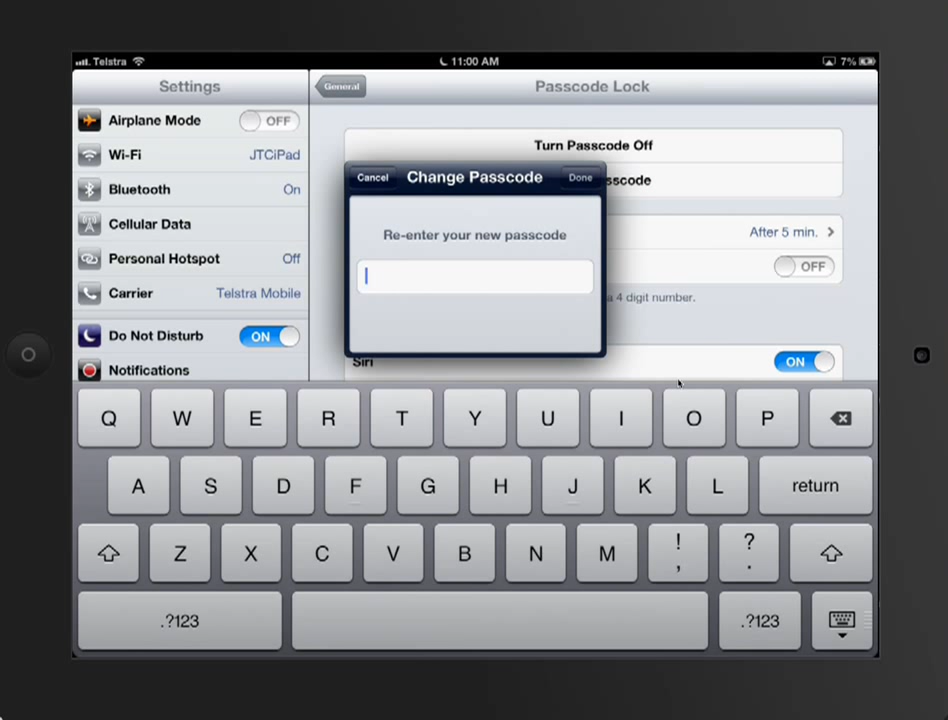 Telstra
11:00 AM
7%
Settings
General
Passcode Lock
Airplane Mode OFF
Wi-Fi JTCiPad
Bluetooth On
Cellular Data
Personal Hotspot Off
Carrier Telstra Mobile
Do Not Disturb ON
Notifications
Turn Passcode Off
sscode
After 5 min.
OFF
a 4 digit number.
Siri ON
Cancel Change Passcode Done
Re-enter your new passcode
Q W E R T Y U I O P
A S D F G H J K L return
Z X C V B N M ! , ? .
.?123 .?123